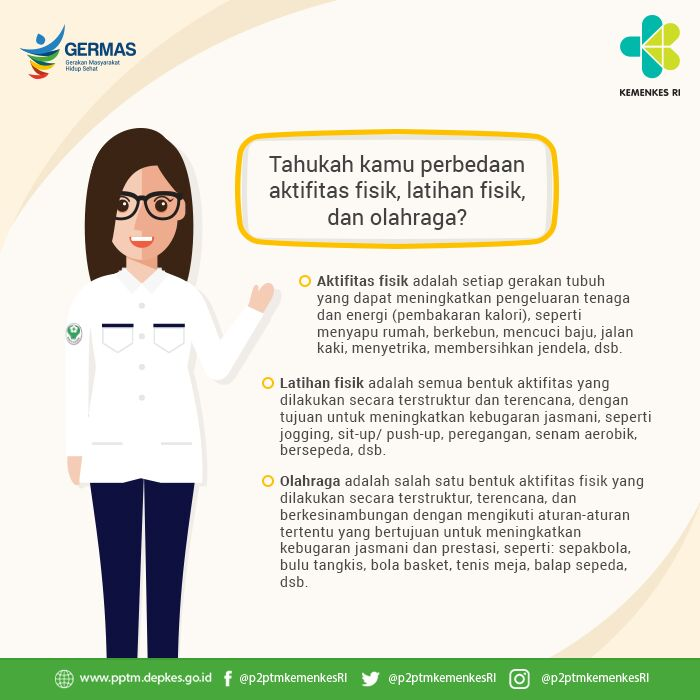 GERMAS
Gerakan Masyarakat
Hidup Sehat
KEMENKES RI
Tahukah kamu perbedaan
aktifitas fisik, latihan fisik,
dan olahraga?
Aktifitas fisik adalah setiap gerakan tubuh
yang dapat meningkatkan pengeluaran tenaga
dan energi (pembakaran kalori), seperti
menyapu rumah, berkebun, mencuci baju, jalan
kaki, menyetrika, membersihkan jendela, dsb.
Latihan fisik adalah semua bentuk aktifitas yang
dilakukan secara terstruktur dan terencana, dengan
tujuan untuk meningkatkan kebugaran jasmani, seperti
jogging, sit-up/ push-up, peregangan, senam aerobik,
bersepeda, dsb.
Olahraga adalah salah satu bentuk aktifitas fisik yang
dilakukan secara terstruktur, terencana, dan
berkesinambungan dengan mengikuti aturan-aturan
tertentu yang bertujuan untuk meningkatkan
kebugaran jasmani dan prestasi, seperti: sepakbola,
bulu tangkis, bola basket, tenis meja, balap sepeda,
dsb.
www.pptm.depkes.go.id @p2ptmkemenkesRI @p2ptmkemenkesRI @p2ptmkemenkesRI